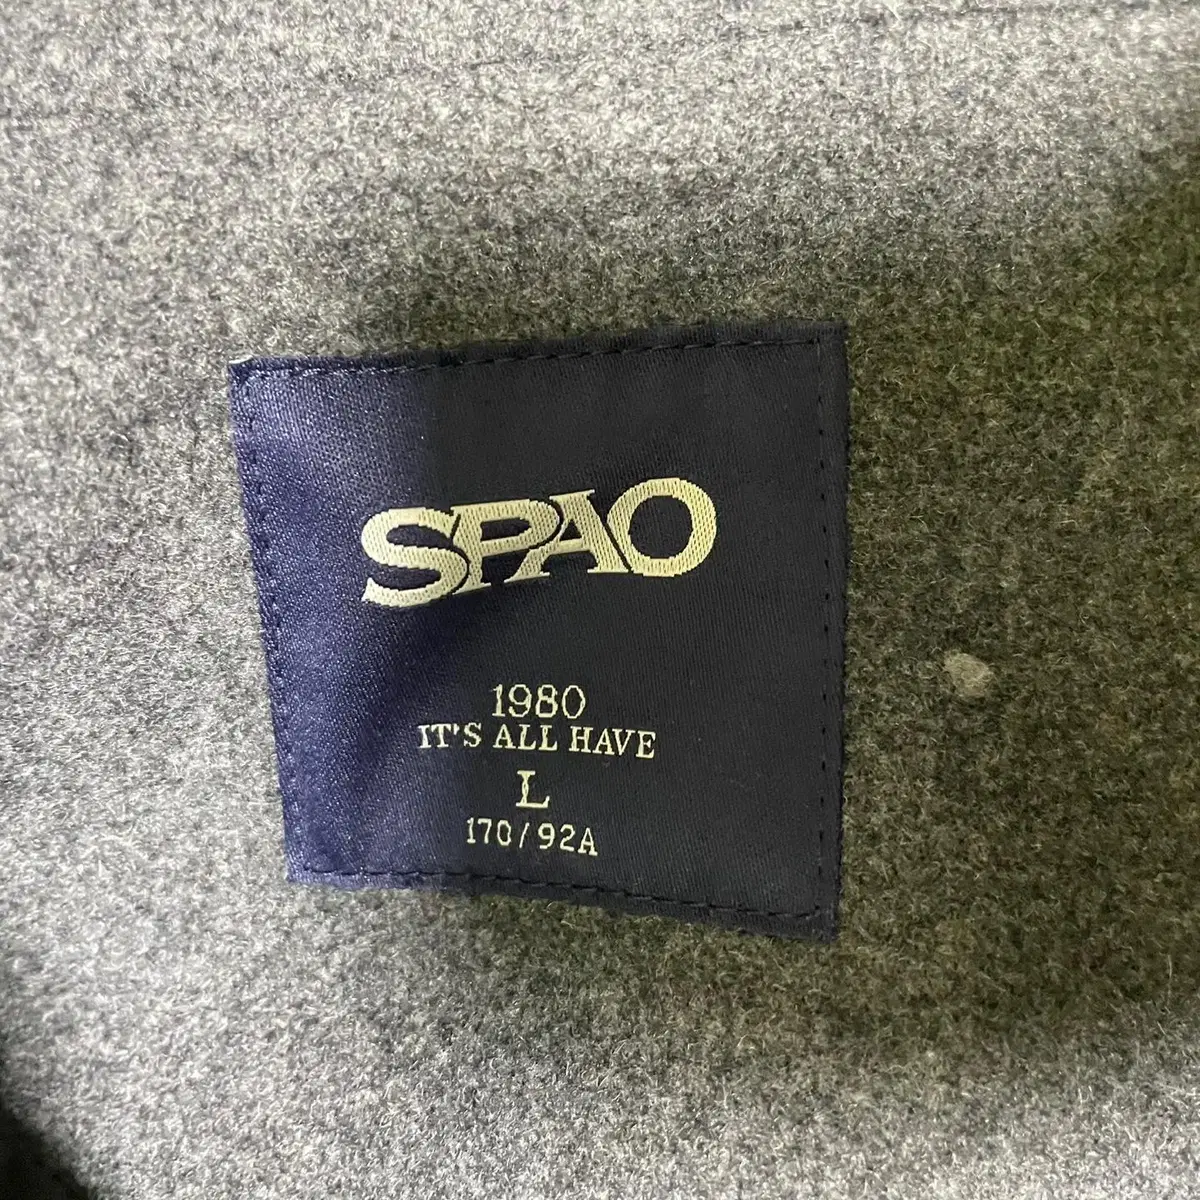 SPAO
1980
IT'S ALL HAVE
L
170/92A